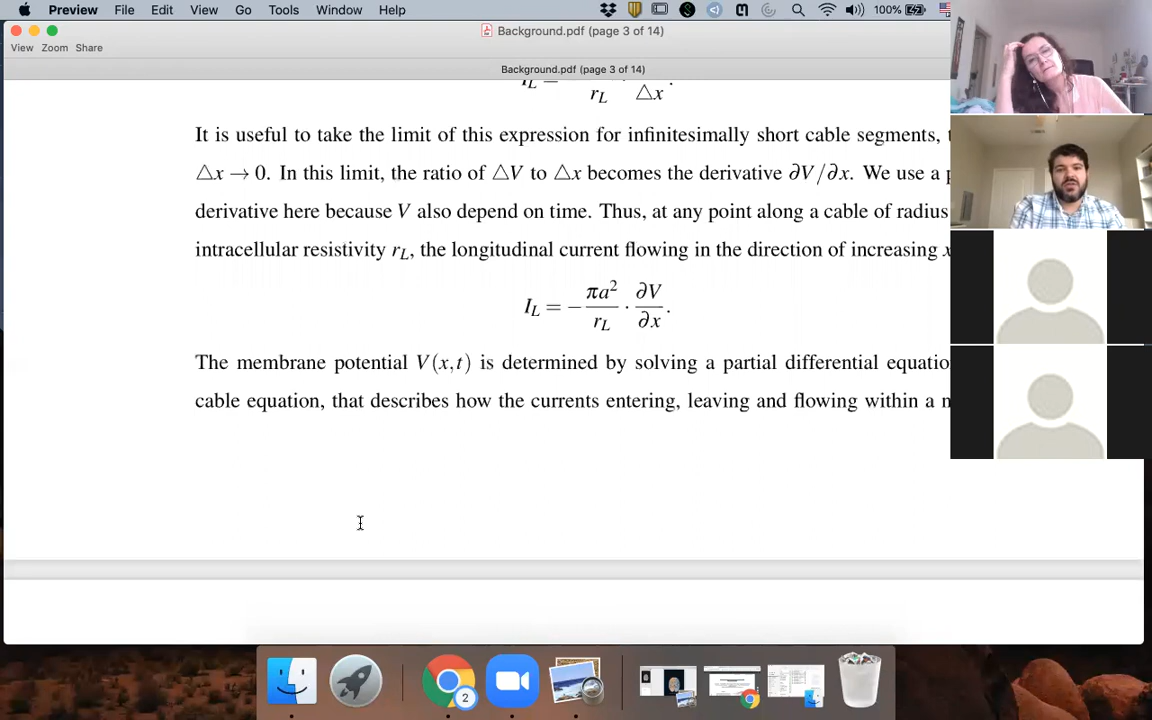 Preview File Edit View Go Tools Window Help 100%
Background.pdf (page 3 of 14)
View Zoom Share
Background.pdf (page 3 of 14)
r_L △x .
It is useful to take the limit of this expression for infinitesimally short cable segments,
△x → 0. In this limit, the ratio of △V to △x becomes the derivative ∂V/∂x. We use a
derivative here because V also depend on time. Thus, at any point along a cable of radius
intracellular resistivity r_L, the longitudinal current flowing in the direction of increasing x
I_L = − πa²/r_L · ∂V/∂x.
The membrane potential V(x,t) is determined by solving a partial differential equatio
cable equation, that describes how the currents entering, leaving and flowing within a
2